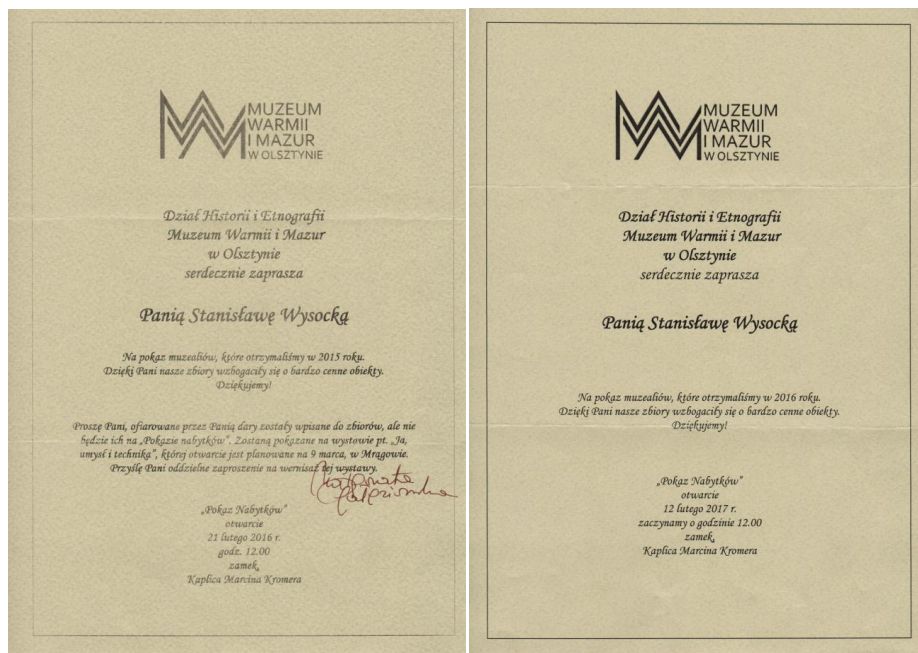 MUZEUM
WARMII
I MAZUR
W OLSZTYNIE
Dział Historii i Etnografii
Muzeum Warmii i Mazur
w Olsztynie
serdecznie zaprasza
Panią Stanisławę Wysocką
Na pokaz muzealiów, które otrzymaliśmy w 2015 roku.
Dzięki Pani nasze zbiory wzbogaciły się o bardzo cenne obiekty.
Dziękujemy!
Proszę Pani, ofiarowane przez Panią dary zostały wpisane do zbiorów, ale nie
będzie ich na „Pokazie nabytków”. Zostaną pokazane na wystawie pt. „Ja,
umysł i technika”, której otwarcie jest planowane na 9 marca, w Mrągowie.
Przyślę Pani oddzielne zaproszenie na wernisaż tej wystawy.
„Pokaz Nabytków”
otwarcie
21 lutego 2016 r.
godz. 12.00
zamek,
Kaplica Marcina Kromera
MUZEUM
WARMII
I MAZUR
W OLSZTYNIE
Dział Historii i Etnografii
Muzeum Warmii i Mazur
w Olsztynie
serdecznie zaprasza
Panią Stanisławę Wysocką
Na pokaz muzealiów, które otrzymaliśmy w 2016 roku.
Dzięki Pani nasze zbiory wzbogaciły się o bardzo cenne obiekty.
Dziękujemy!
„Pokaz Nabytków”
otwarcie
12 lutego 2017 r.
zaczynamy o godzinie 12.00
zamek,
Kaplica Marcina Kromera